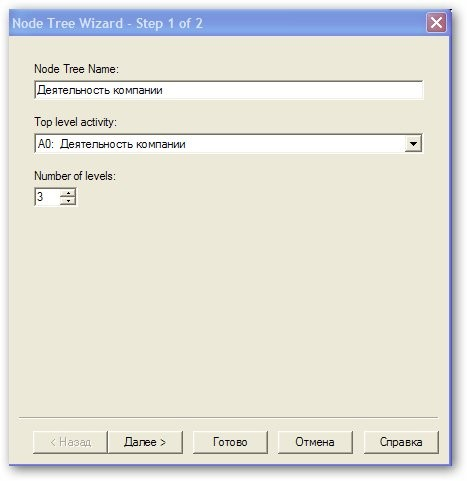 Node Tree Wizard - Step 1 of 2
Node Tree Name:
Деятельность компании
Top level activity:
A0: Деятельность компании
Number of levels:
3
< Назад Далее > Готово Отмена Справка